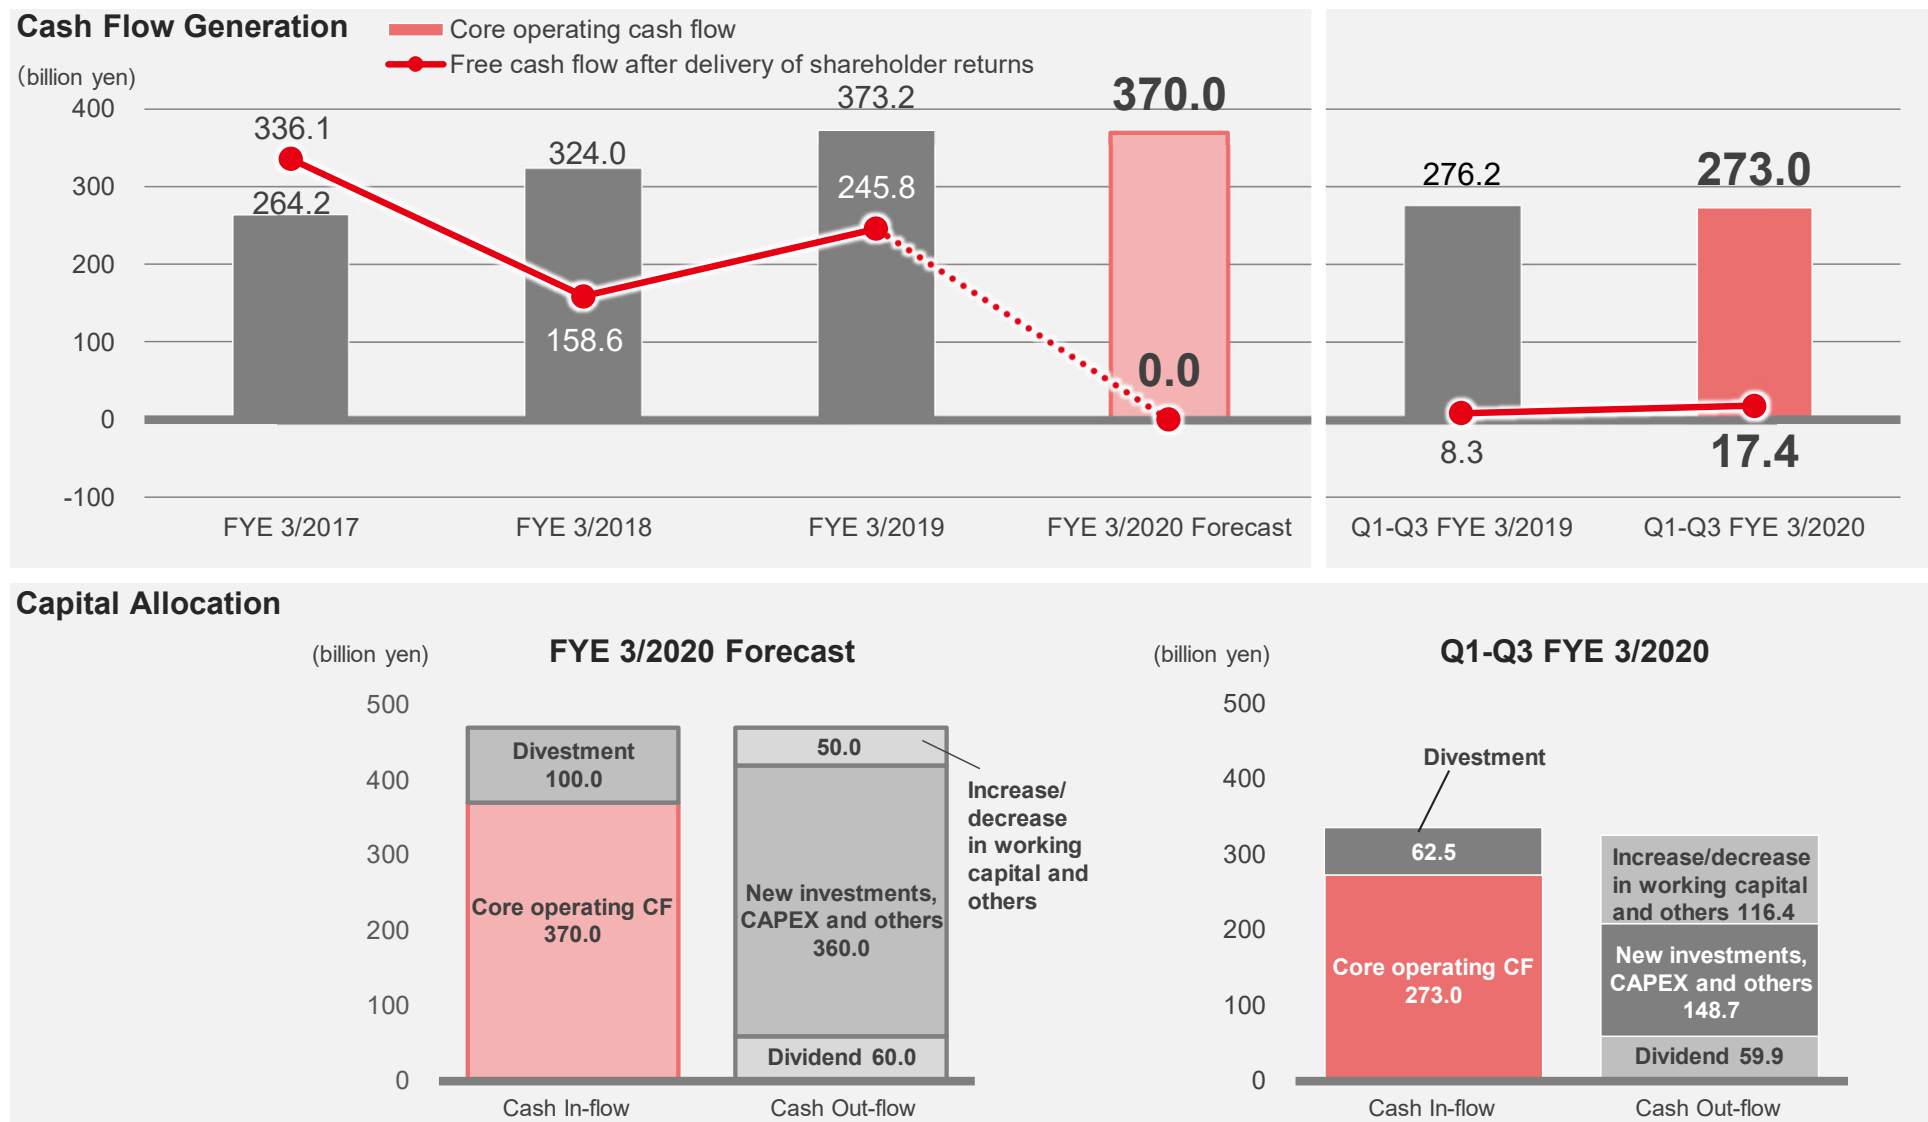 Cash Flow Generation
Core operating cash flow
Free cash flow after delivery of shareholder returns
(billion yen)
400
300
200
100
0
-100
336.1
264.2
324.0
158.6
373.2
245.8
370.0
0.0
276.2
8.3
273.0
17.4
FYE 3/2017
FYE 3/2018
FYE 3/2019
FYE 3/2020 Forecast
Q1-Q3 FYE 3/2019
Q1-Q3 FYE 3/2020
Capital Allocation
(billion yen)
FYE 3/2020 Forecast
500
400
300
200
100
0
Divestment
100.0
Core operating CF
370.0
50.0
Increase/
decrease
in working
capital and
others
New investments,
CAPEX and others
360.0
Dividend 60.0
Cash In-flow
Cash Out-flow
(billion yen)
Q1-Q3 FYE 3/2020
500
400
300
200
100
0
Divestment
62.5
Core operating CF
273.0
Increase/decrease
in working capital
and others 116.4
New investments,
CAPEX and others
148.7
Dividend 59.9
Cash In-flow
Cash Out-flow